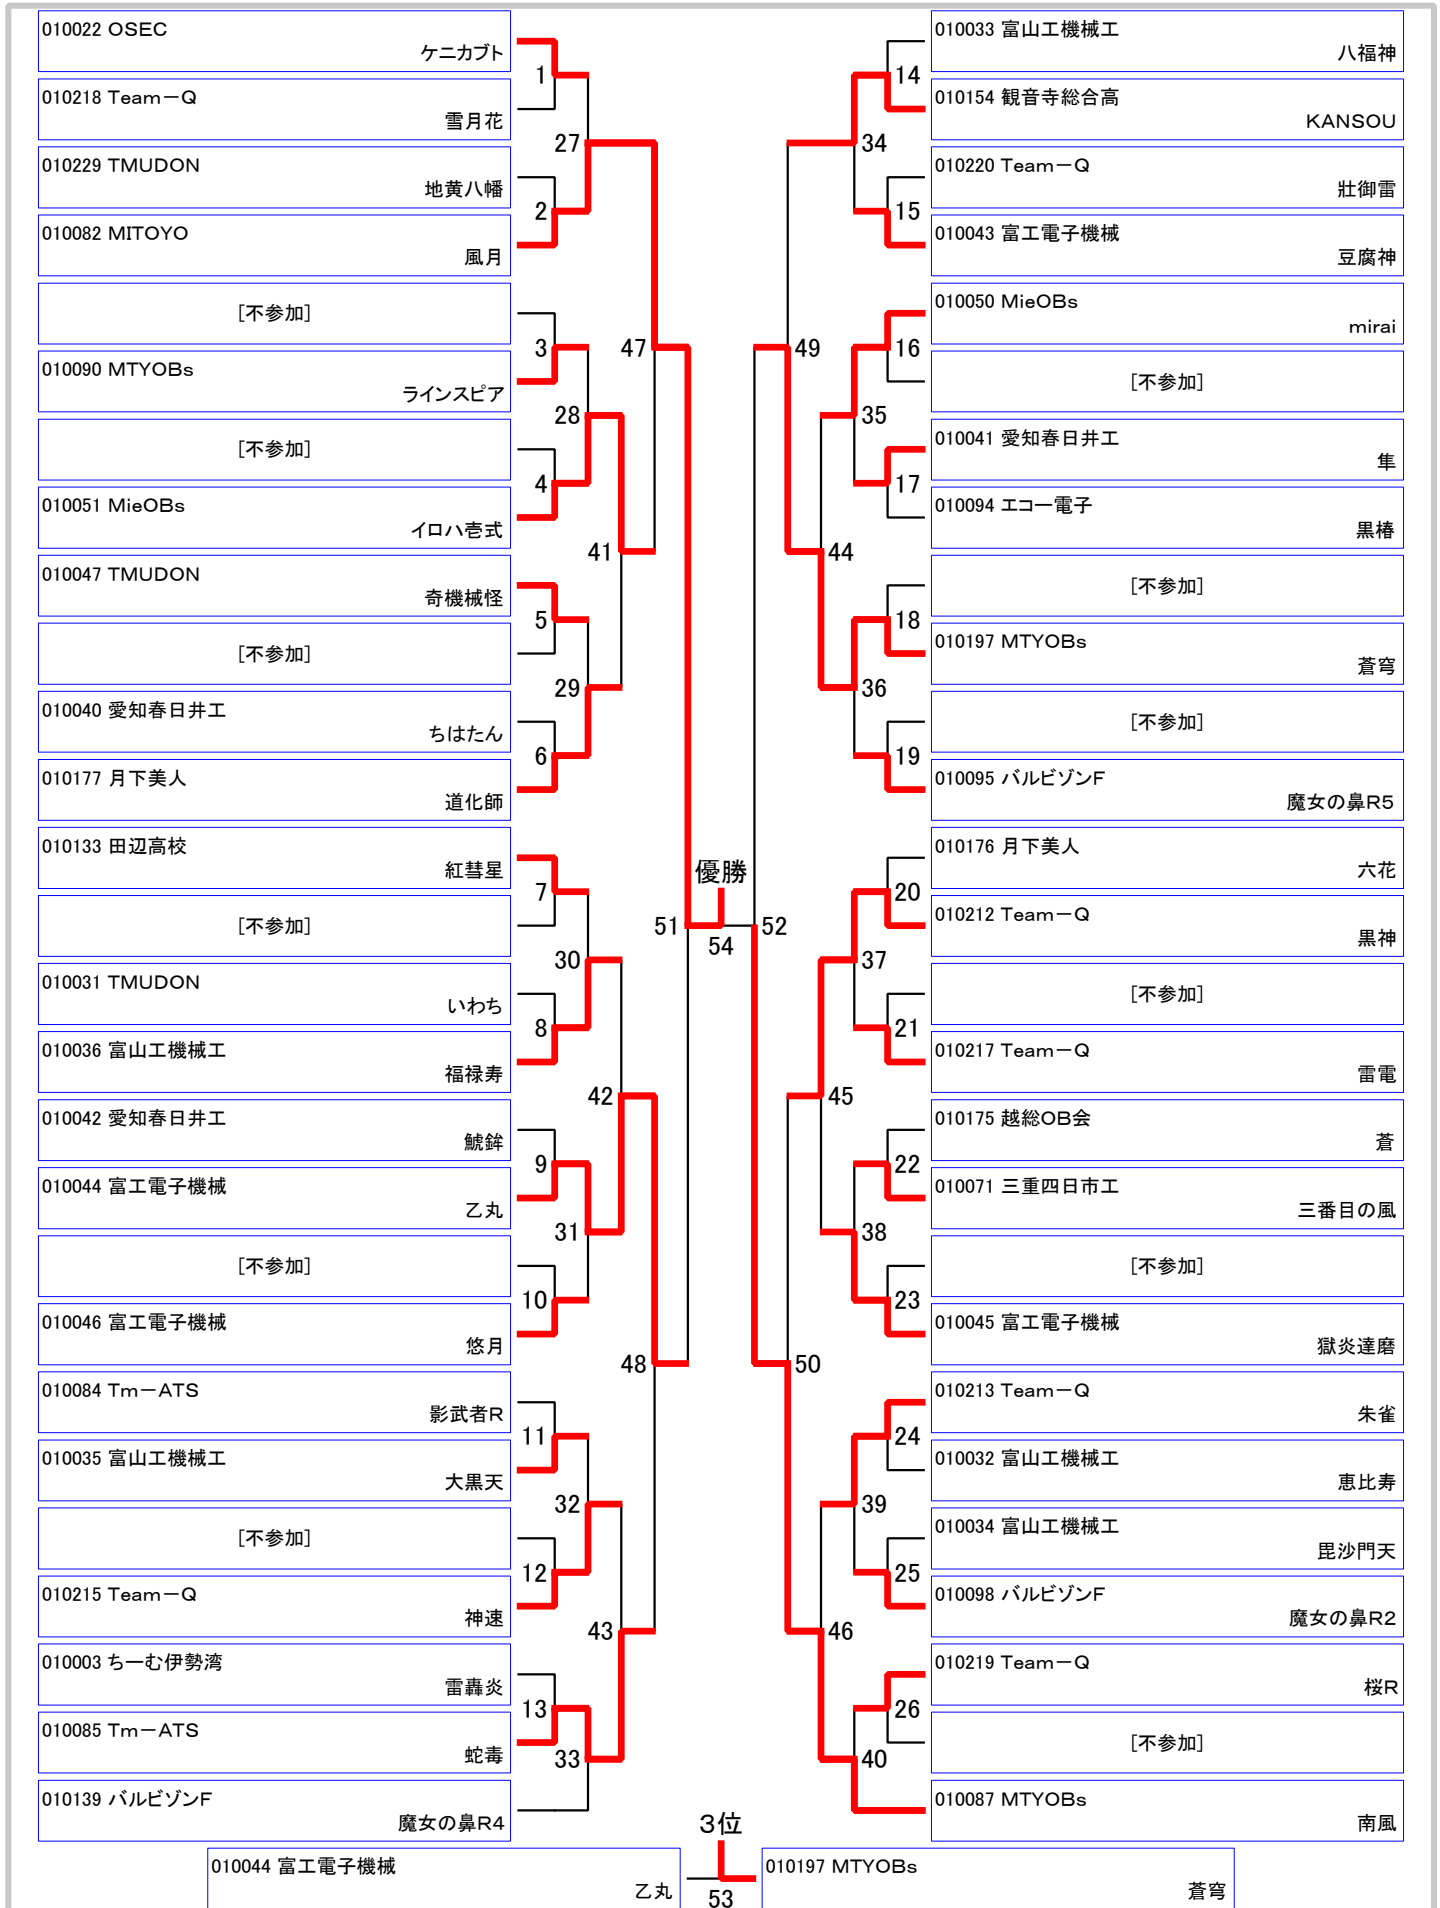 010022 OSEC
ケニカブト
010218 Team－Q
雪月花
010229 TMUDON
地黄八幡
010082 MITOYO
風月
[不参加]
010090 MTYOBs
ラインスピア
[不参加]
010051 MieOBs
イロハ壱式
010047 TMUDON
奇機械怪
[不参加]
010040 愛知春日井工
ちはたん
010177 月下美人
道化師
010133 田辺高校
紅彗星
[不参加]
010031 TMUDON
いわち
010036 富山工機械工
福禄寿
010042 愛知春日井工
鯱鉾
010044 富工電子機械
乙丸
[不参加]
010046 富工電子機械
悠月
010084 Tm－ATS
影武者R
010035 富山工機械工
大黒天
[不参加]
010215 Team－Q
神速
010003 ちーむ伊勢湾
雷轟炎
010085 Tm－ATS
蛇毒
010139 バルビゾンF
魔女の鼻R4
1
2
3
4
5
6
7
8
9
10
11
12
13
27
28
29
30
31
32
33
41
42
43
47
48
51
優勝
54
52
49
50
44
45
46
34
35
36
37
38
39
40
14
15
16
17
18
19
20
21
22
23
24
25
26
010033 富山工機械工
八福神
010154 観音寺総合高
KANSOU
010220 Team－Q
壯御雷
010043 富工電子機械
豆腐神
010050 MieOBs
mirai
[不参加]
010041 愛知春日井工
隼
010094 エコー電子
黒椿
[不参加]
010197 MTYOBs
蒼穹
[不参加]
010095 バルビゾンF
魔女の鼻R5
010176 月下美人
六花
010212 Team－Q
黒神
[不参加]
010217 Team－Q
雷電
010175 越総OB会
蒼
010071 三重四日市工
三番目の風
[不参加]
010045 富工電子機械
獄炎達磨
010213 Team－Q
朱雀
010032 富山工機械工
恵比寿
010034 富山工機械工
毘沙門天
010098 バルビゾンF
魔女の鼻R2
010219 Team－Q
桜R
[不参加]
010087 MTYOBs
南風
3位
010044 富工電子機械
乙丸
53
010197 MTYOBs
蒼穹